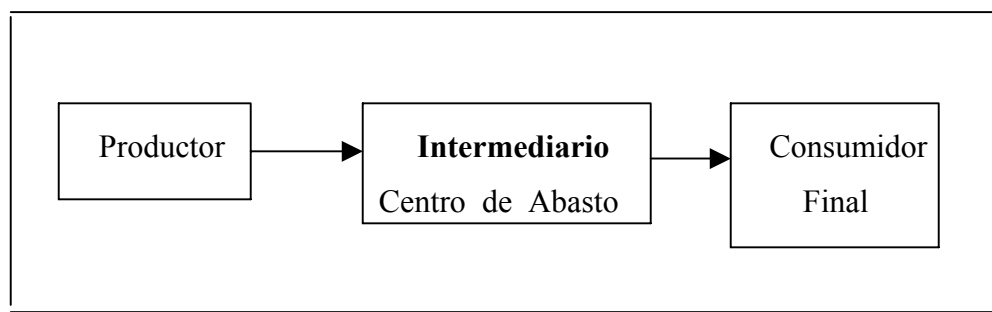 Productor
Intermediario
Centro de Abasto
Consumidor
Final